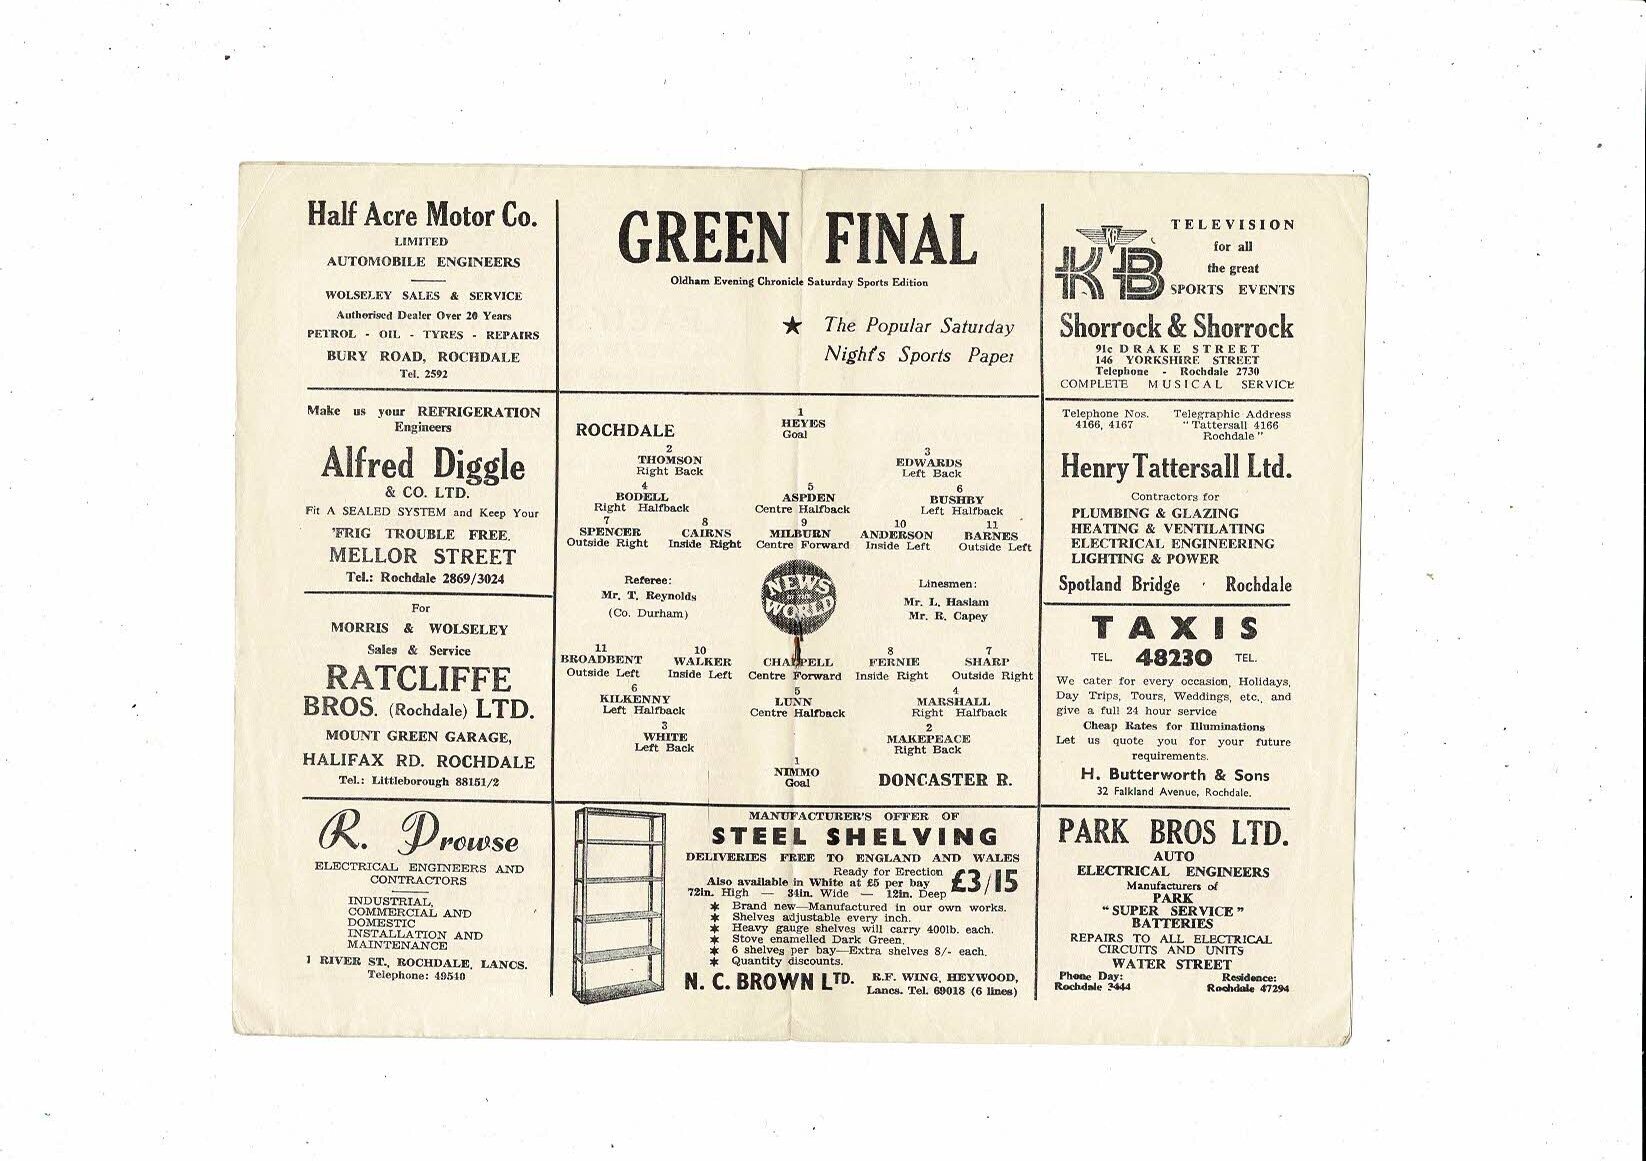 Half Acre Motor Co.
LIMITED
AUTOMOBILE ENGINEERS
WOLSELEY SALES & SERVICE
Authorised Dealer Over 20 Years
PETROL - OIL - TYRES - REPAIRS
BURY ROAD, ROCHDALE
Tel. 2592
Make us your REFRIGERATION
Engineers
Alfred Diggle
& CO. LTD.
Fit A SEALED SYSTEM and Keep Your
'FRIG TROUBLE FREE.
MELLOR STREET
Tel.: Rochdale 2869/3024
For
MORRIS & WOLSELEY
Sales & Service
RATCLIFFE
BROS. (Rochdale) LTD.
MOUNT GREEN GARAGE,
HALIFAX RD. ROCHDALE
Tel.: Littleborough 88151/2
R. Prowse
ELECTRICAL ENGINEERS AND
CONTRACTORS
INDUSTRIAL,
COMMERCIAL AND
DOMESTIC
INSTALLATION AND
MAINTENANCE
1 RIVER ST., ROCHDALE, LANCS.
Telephone: 49540
GREEN FINAL
Oldham Evening Chronicle Saturday Sports Edition
★ The Popular Saturday
Night's Sports Paper
ROCHDALE
1
HEYES
Goal
2 3
THOMSON EDWARDS
Right Back Left Back
4 5 6
BODELL ASPDEN BUSHBY
Right Halfback Centre Halfback Left Halfback
7 8 9 10 11
SPENCER CAIRNS MILBURN ANDERSON BARNES
Outside Right Inside Right Centre Forward Inside Left Outside Left
Referee: Linesmen:
Mr. T. Reynolds Mr. L. Haslam
(Co. Durham) Mr. R. Capey
NEWS
OF THE
WORLD
11 10 8 7
BROADBENT WALKER CHAPPELL FERNIE SHARP
Outside Left Inside Left Centre Forward Inside Right Outside Right
6 5 4
KILKENNY LUNN MARSHALL
Left Halfback Centre Halfback Right Halfback
3 2
WHITE MAKEPEACE
Left Back Right Back
1
NIMMO
Goal
DONCASTER R.
MANUFACTURER'S OFFER OF
STEEL SHELVING
DELIVERIES FREE TO ENGLAND AND WALES
Ready for Erection £3/15
Also available in White at £5 per bay
72in. High — 34in. Wide — 12in. Deep
* Brand new—Manufactured in our own works.
* Shelves adjustable every inch.
* Heavy gauge shelves will carry 400lb. each.
* Stove enamelled Dark Green.
* 6 shelves per bay—Extra shelves 8/- each.
* Quantity discounts.
N. C. BROWN LTD. R.F. WING, HEYWOOD,
Lancs. Tel. 69018 (6 lines)
KB
TELEVISION
for all
the great
SPORTS EVENTS
Shorrock & Shorrock
91c DRAKE STREET
146 YORKSHIRE STREET
Telephone - Rochdale 2730
COMPLETE MUSICAL SERVICE
Telephone Nos. Telegraphic Address
4166, 4167 "Tattersall 4166
Rochdale"
Henry Tattersall Ltd.
Contractors for
PLUMBING & GLAZING
HEATING & VENTILATING
ELECTRICAL ENGINEERING
LIGHTING & POWER
Spotland Bridge · Rochdale
TAXIS
TEL. 48230 TEL.
We cater for every occasion, Holidays,
Day Trips, Tours, Weddings, etc., and
give a full 24 hour service
Cheap Rates for Illuminations
Let us quote you for your future
requirements.
H. Butterworth & Sons
32 Falkland Avenue, Rochdale.
PARK BROS LTD.
AUTO
ELECTRICAL ENGINEERS
Manufacturers of
PARK
"SUPER SERVICE"
BATTERIES
REPAIRS TO ALL ELECTRICAL
CIRCUITS AND UNITS
WATER STREET
Phone Day: Residence:
Rochdale 3444 Rochdale 47294